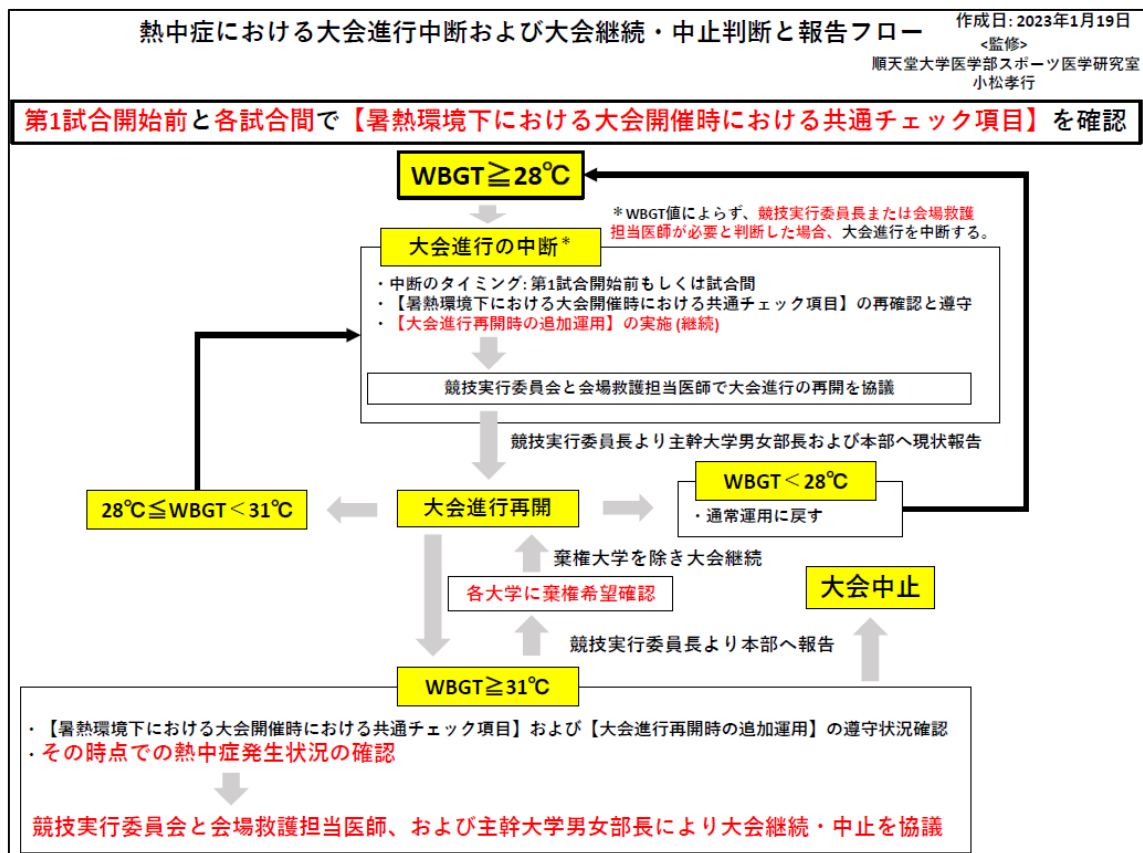 熱中症における大会進行中断および大会継続・中止判断と報告フロー
作成日: 2023年1月19日
<監修>
順天堂大学医学部スポーツ医学研究室
小松孝行
第1試合開始前と各試合間で【暑熱環境下における大会開催時における共通チェック項目】を確認
WBGT≧28℃
＊WBGT値によらず、競技実行委員長または会場救護
担当医師が必要と判断した場合、大会進行を中断する。
大会進行の中断＊
・中断のタイミング: 第1試合開始前もしくは試合間
・【暑熱環境下における大会開催時における共通チェック項目】の再確認と遵守
・【大会進行再開時の追加運用】の実施 (継続)
競技実行委員会と会場救護担当医師で大会進行の再開を協議
競技実行委員長より主幹大学男女部長および本部へ現状報告
28℃≦WBGT＜31℃
大会進行再開
WBGT＜28℃
・通常運用に戻す
棄権大学を除き大会継続
各大学に棄権希望確認
大会中止
競技実行委員長より本部へ報告
WBGT≧31℃
・【暑熱環境下における大会開催時における共通チェック項目】および【大会進行再開時の追加運用】の遵守状況確認
・その時点での熱中症発生状況の確認
競技実行委員会と会場救護担当医師、および主幹大学男女部長により大会継続・中止を協議